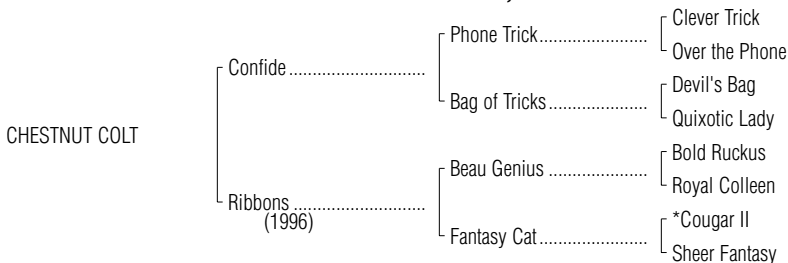 Clever Trick
Phone Trick
Over the Phone
Confide
Devil's Bag
Bag of Tricks
Quixotic Lady
CHESTNUT COLT
Bold Ruckus
Beau Genius
Royal Colleen
Ribbons
(1996)
*Cougar II
Fantasy Cat
Sheer Fantasy